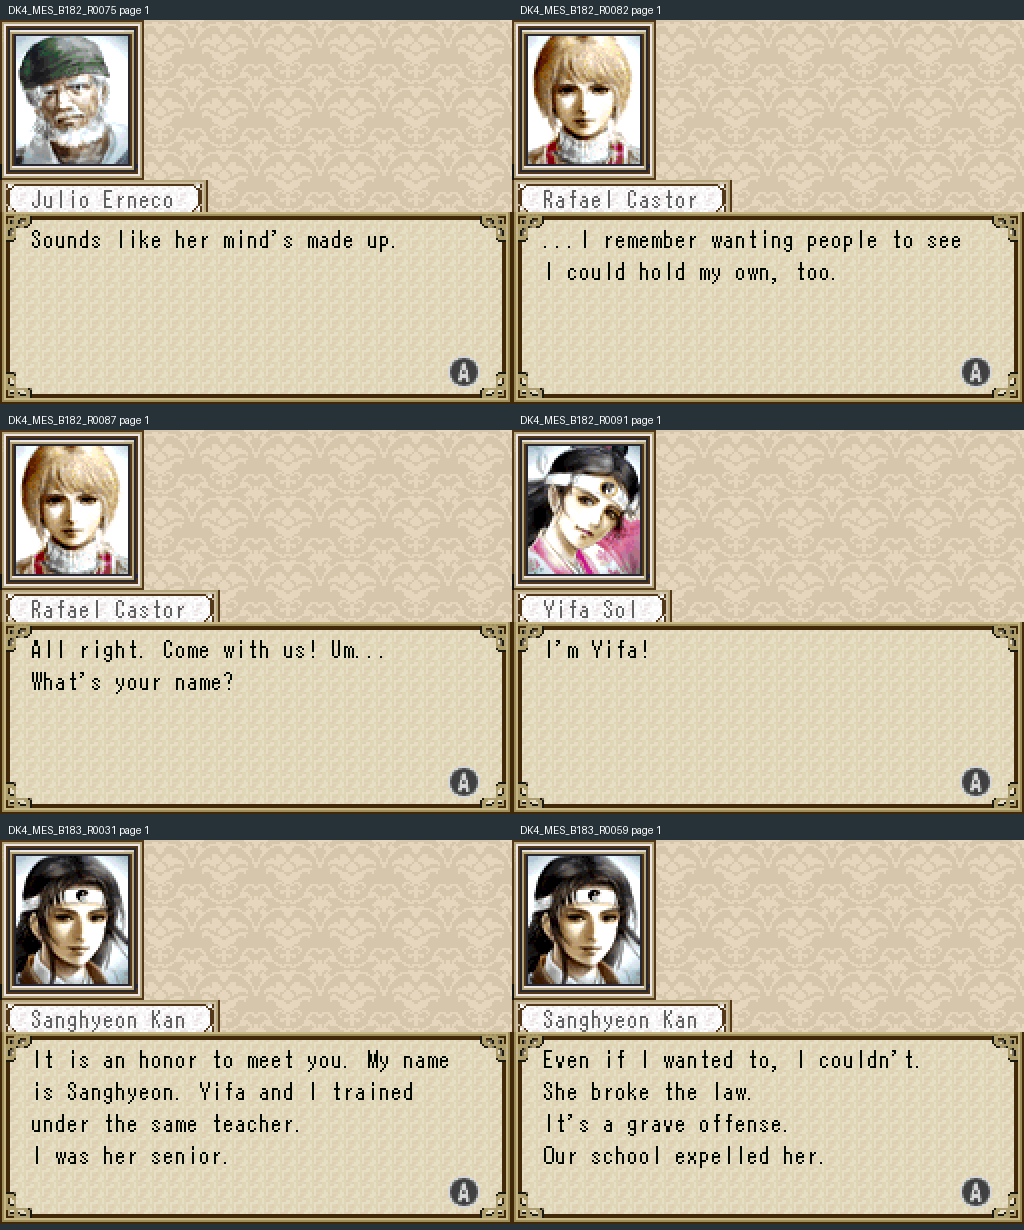 DK4_MES_B182_R0075 page 1
Julio Erneco
Sounds like her mind's made up.
A
DK4_MES_B182_R0082 page 1
Rafael Castor
...I remember wanting people to see
I could hold my own, too.
A
DK4_MES_B182_R0087 page 1
Rafael Castor
All right. Come with us! Um...
What's your name?
A
DK4_MES_B182_R0091 page 1
Yifa Sol
I'm Yifa!
A
DK4_MES_B183_R0031 page 1
Sanghyeon Kan
It is an honor to meet you. My name
is Sanghyeon. Yifa and I trained
under the same teacher.
I was her senior.
A
DK4_MES_B183_R0059 page 1
Sanghyeon Kan
Even if I wanted to, I couldn't.
She broke the law.
It's a grave offense.
Our school expelled her.
A